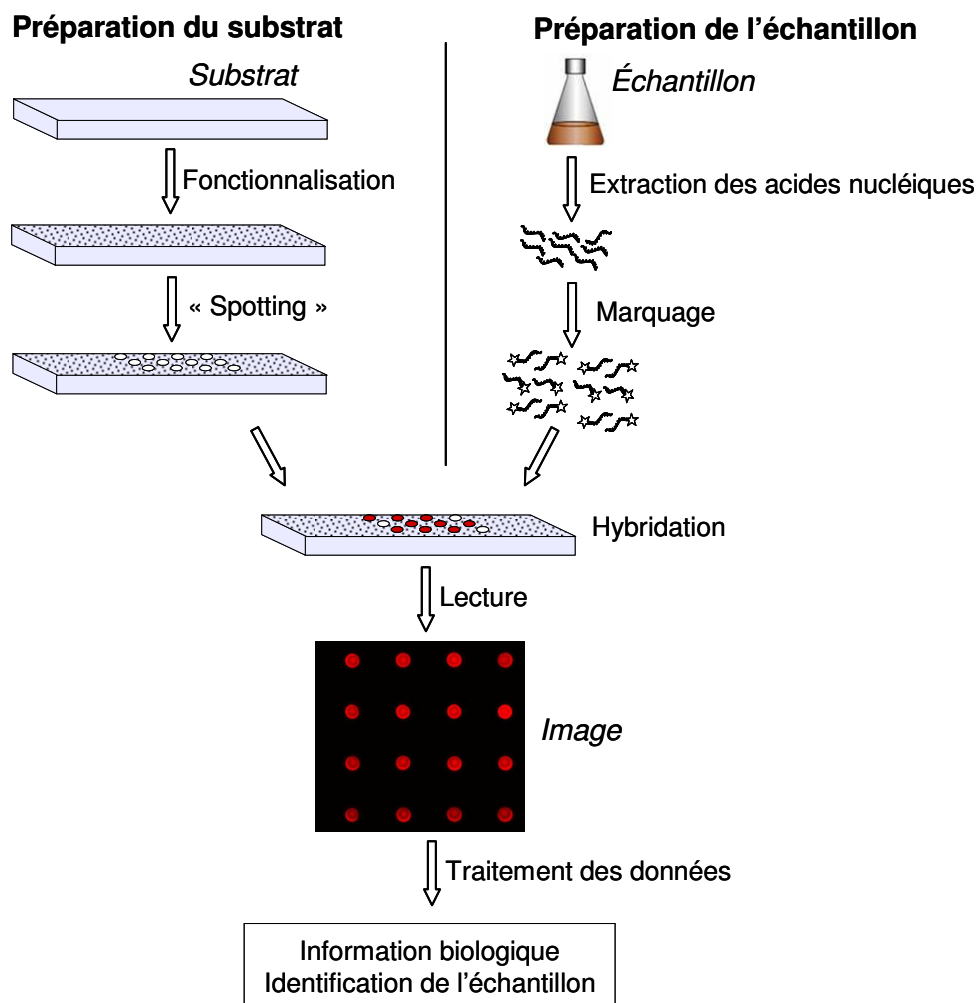 Préparation du substrat
Substrat
Fonctionnalisation
« Spotting »
Préparation de l’échantillon
Échantillon
Extraction des acides nucléiques
Marquage
Hybridation
Lecture
Image
Traitement des données
Information biologique
Identification de l’échantillon